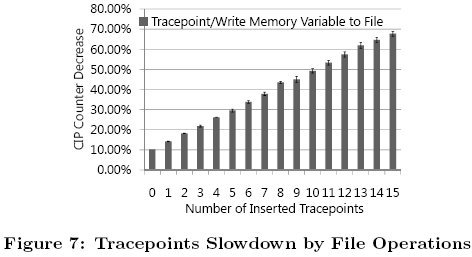 80.00%
Tracepoint/Write Memory Variable to File
70.00%
60.00%
50.00%
40.00%
30.00%
20.00%
10.00%
0.00%
CIP Counter Decrease
0 1 2 3 4 5 6 7 8 9 10 11 12 13 14 15
Number of Inserted Tracepoints
Figure 7: Tracepoints Slowdown by File Operations